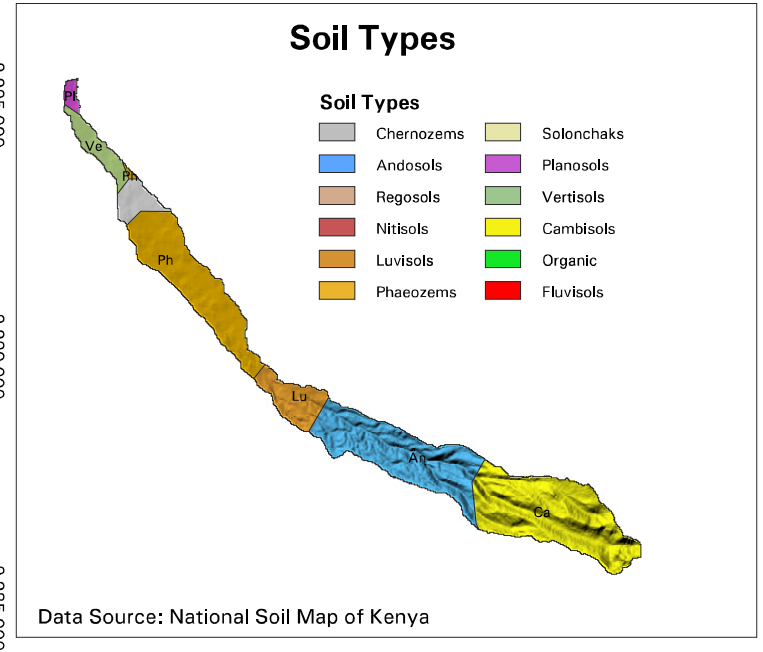 Soil Types
Soil Types
Chernozems
Andosols
Regosols
Nitisols
Luvisols
Phaeozems
Solonchaks
Planosols
Vertisols
Cambisols
Organic
Fluvisols
Pl
Ve
Ph
Ph
Lu
An
Ca
Data Source: National Soil Map of Kenya